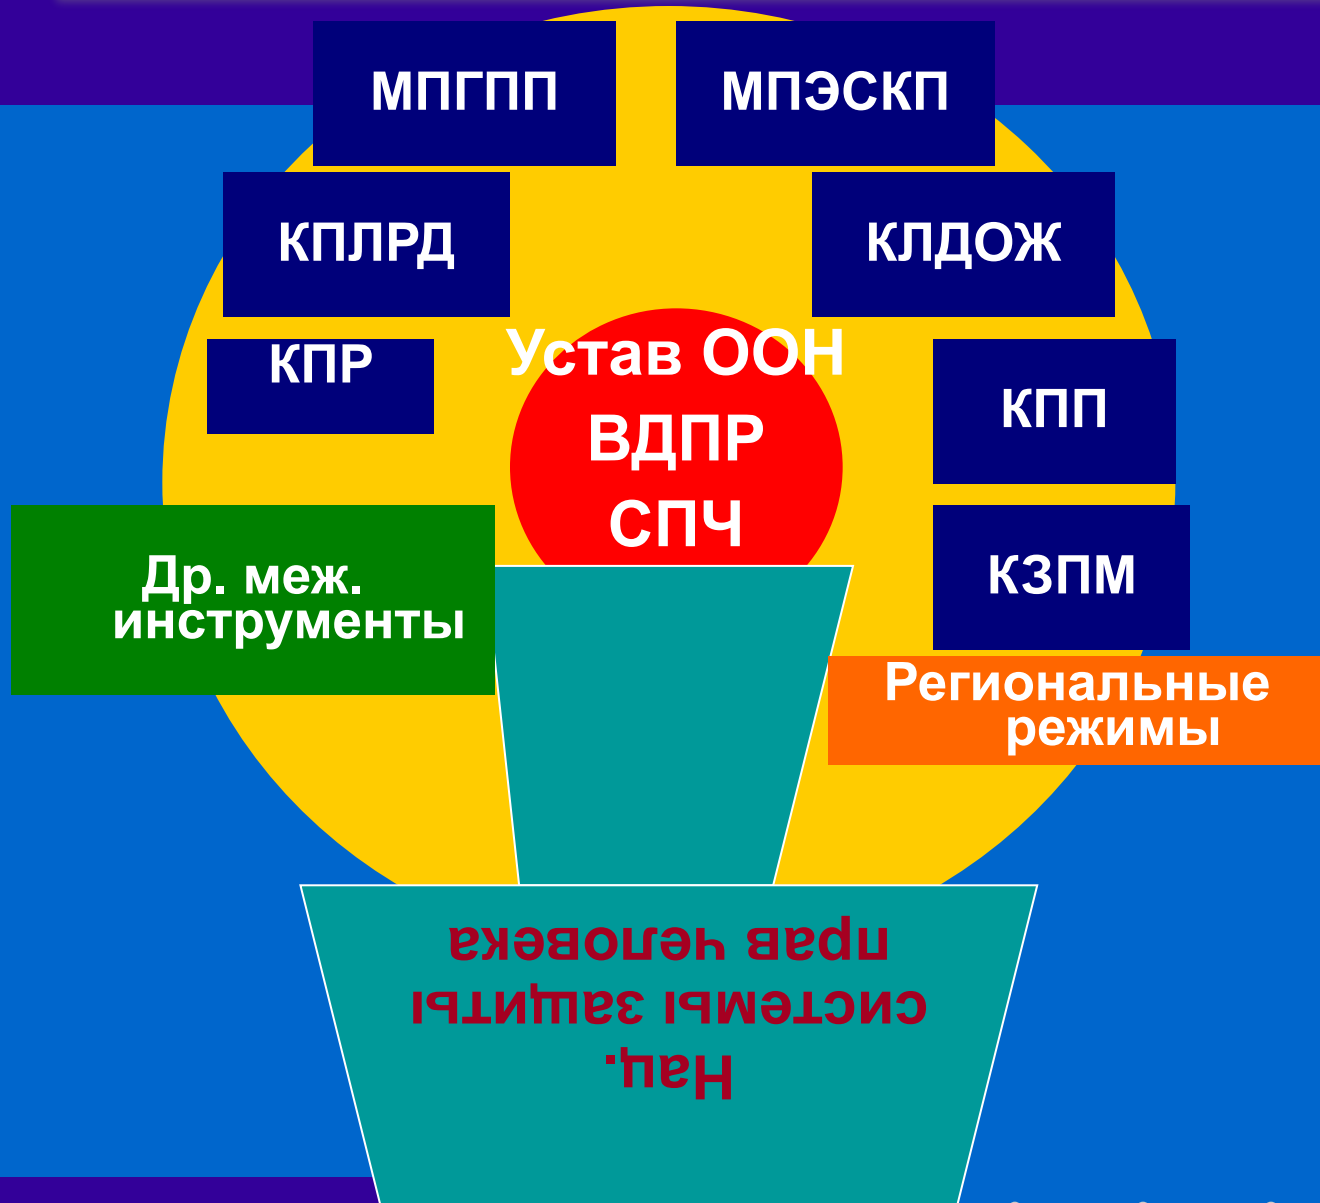 МПГПП
МПЭСКП
КПЛРД
КЛДОЖ
КПР
Устав ООН
ВДПР
СПЧ
КПП
Др. меж.
инструменты
КЗПМ
Региональные
режимы
Нац.
системы защиты
прав человека